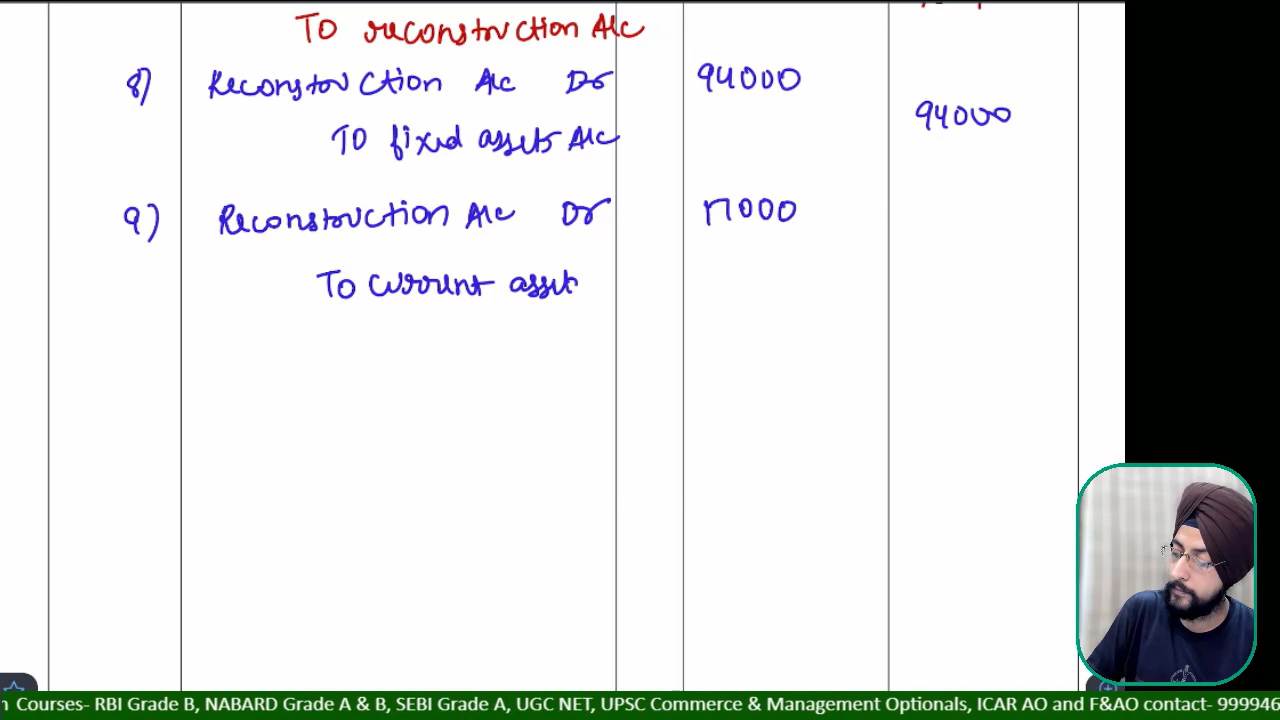 To reconstruction A/c
8) Reconstruction A/c Dr 94000
To fixed assets A/c 94000
9) Reconstruction A/c Dr 17000
To current asset
Courses- RBI Grade B, NABARD Grade A & B, SEBI Grade A, UGC NET, UPSC Commerce & Management Optionals, ICAR AO and F&AO contact- 999946